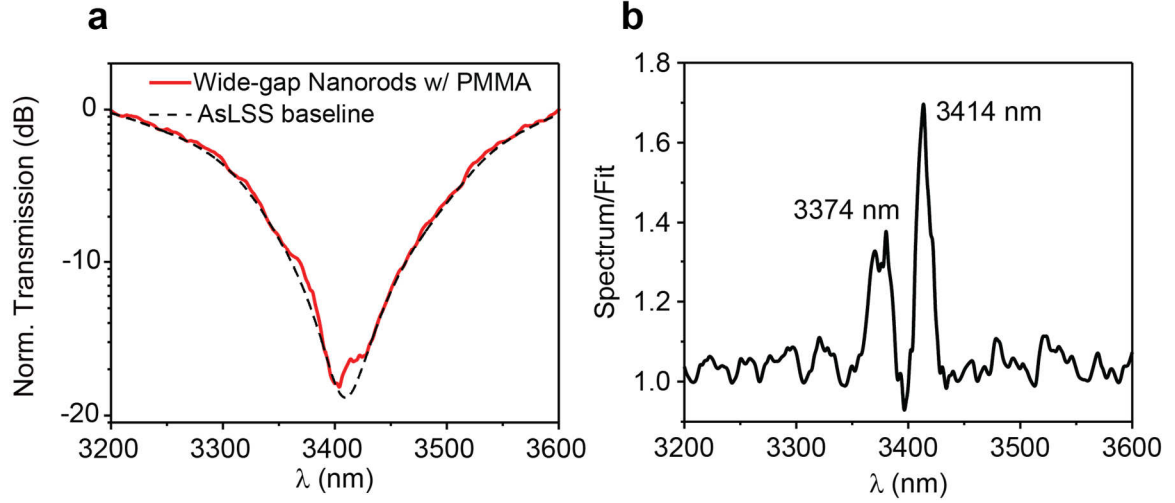 a
Wide-gap Nanorods w/ PMMA
AsLSS baseline
Norm. Transmission (dB)
0
-10
-20
3200
3300
3400
3500
3600
λ (nm)
b
3414 nm
3374 nm
Spectrum/Fit
1.8
1.6
1.4
1.2
1.0
3200
3300
3400
3500
3600
λ (nm)